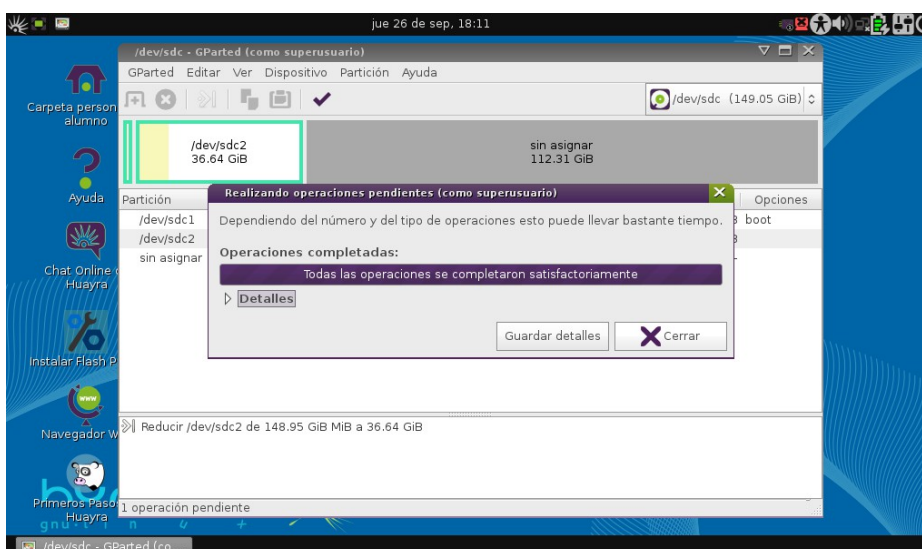 jue 26 de sep, 18:11
/dev/sdc - GParted (como superusuario)
GParted Editar Ver Dispositivo Partición Ayuda
/dev/sdc (149.05 GiB)
Carpeta person
alumno
/dev/sdc2
36.64 GiB
sin asignar
112.31 GiB
Ayuda
Partición
Opciones
/dev/sdc1
boot
/dev/sdc2
sin asignar
Realizando operaciones pendientes (como superusuario)
Dependiendo del número y del tipo de operaciones esto puede llevar bastante tiempo.
Operaciones completadas:
Todas las operaciones se completaron satisfactoriamente
Detalles
Guardar detalles
Cerrar
Chat Online
Huayra
Instalar Flash P
www
Navegador W
Reducir /dev/sdc2 de 148.95 GiB MiB a 36.64 GiB
Primeros Paso
Huayra
1 operación pendiente
/dev/sdc - GParted (co